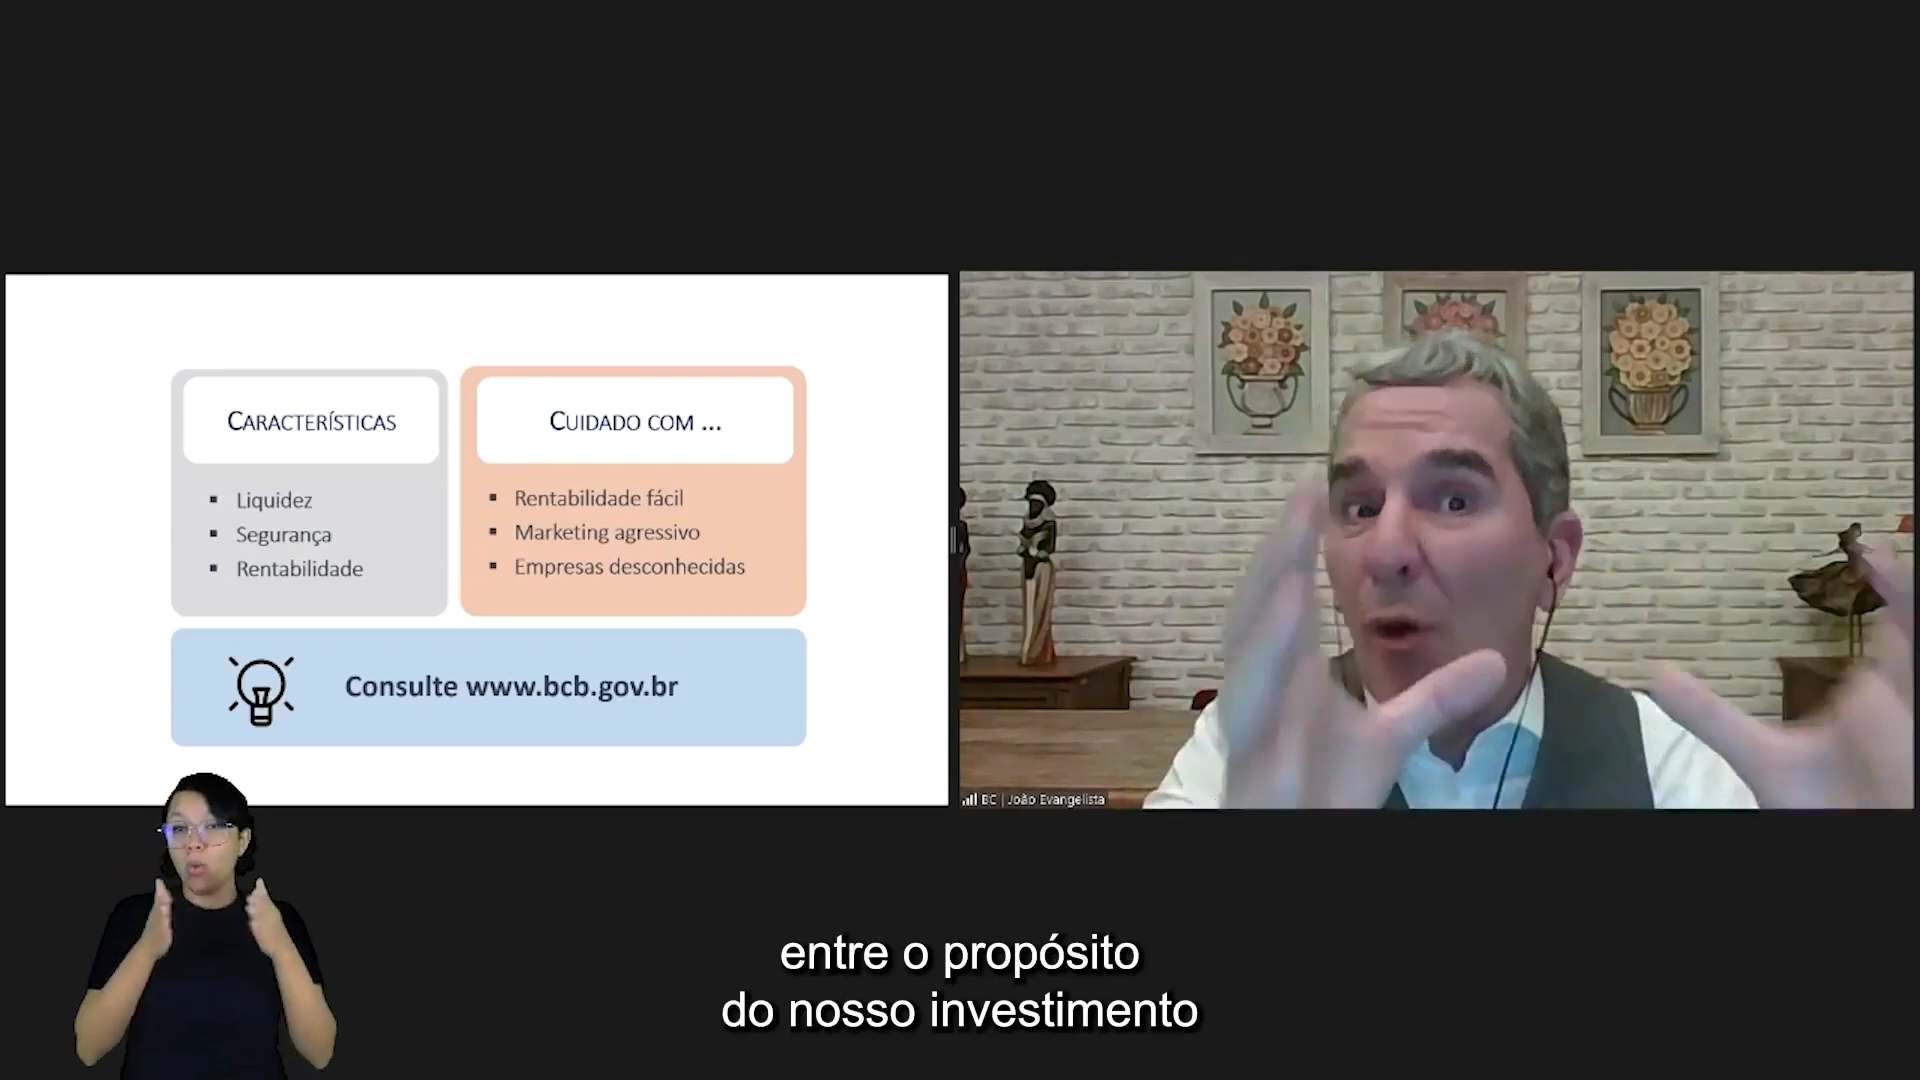 CARACTERÍSTICAS
▪ Liquidez
▪ Segurança
▪ Rentabilidade
CUIDADO COM ...
▪ Rentabilidade fácil
▪ Marketing agressivo
▪ Empresas desconhecidas
Consulte www.bcb.gov.br
BC | João Evangelista
entre o propósito
do nosso investimento